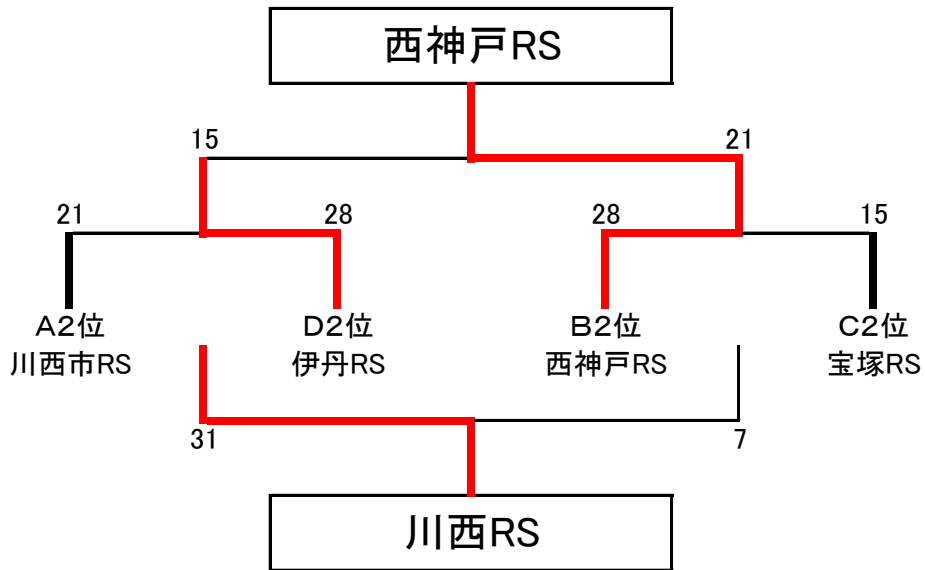 西神戸RS
15
21
21
28
28
15
A2位
D2位
B2位
C2位
川西市RS
伊丹RS
西神戸RS
宝塚RS
31
7
川西RS